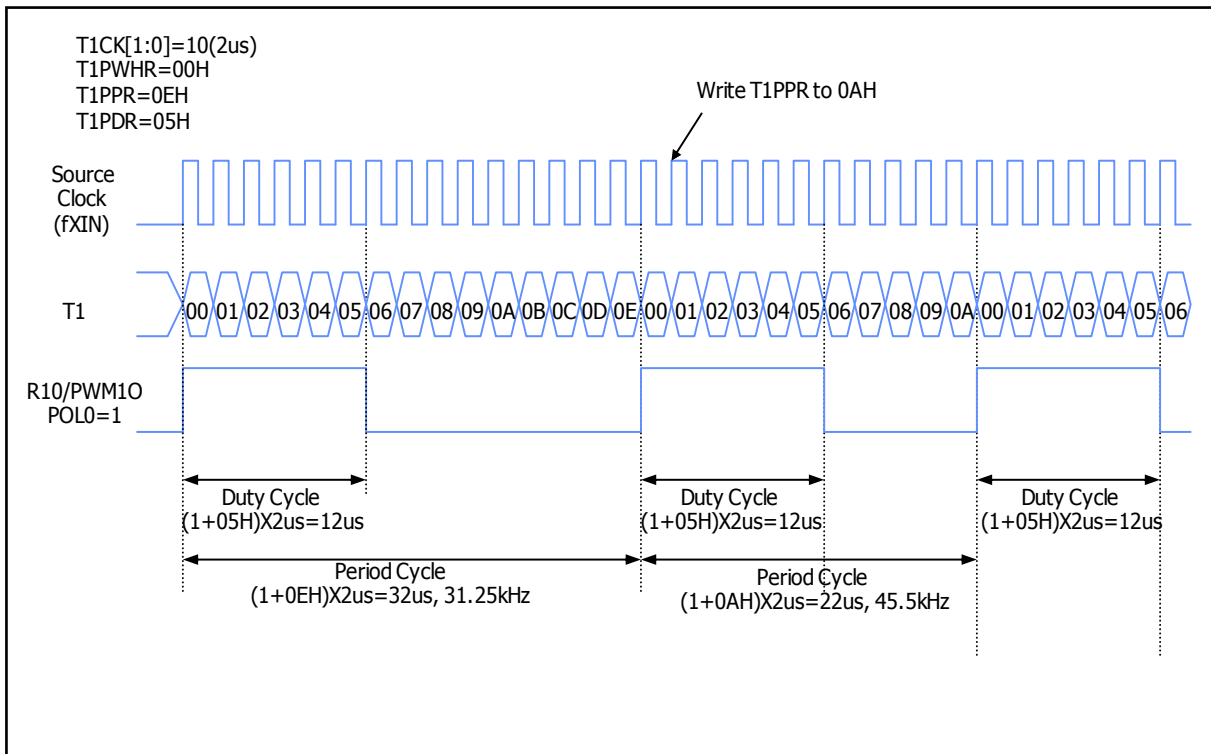 T1CK[1:0]=10(2us)
T1PWHR=00H
T1PPR=0EH
T1PDR=05H
Write T1PPR to 0AH
Source
Clock
(fXIN)
T1
00 01 02 03 04 05 06 07 08 09 0A 0B 0C 0D 0E 00 01 02 03 04 05 06 07 08 09 0A 00 01 02 03 04 05 06
R10/PWM1O
POL0=1
Duty Cycle
(1+05H)X2us=12us
Duty Cycle
(1+05H)X2us=12us
Duty Cycle
(1+05H)X2us=12us
Period Cycle
(1+0EH)X2us=32us, 31.25kHz
Period Cycle
(1+0AH)X2us=22us, 45.5kHz